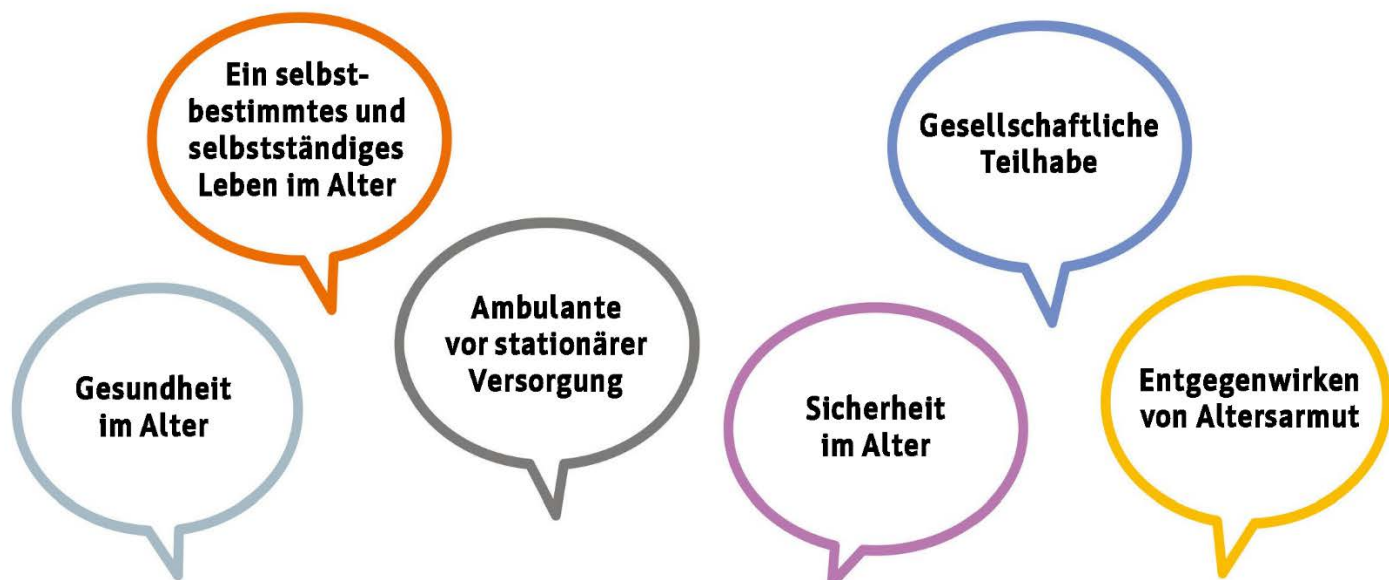 Ein selbst-
bestimmtes und
selbstständiges
Leben im Alter
Gesellschaftliche
Teilhabe
Ambulante
vor stationärer
Versorgung
Gesundheit
im Alter
Sicherheit
im Alter
Entgegenwirken
von Altersarmut